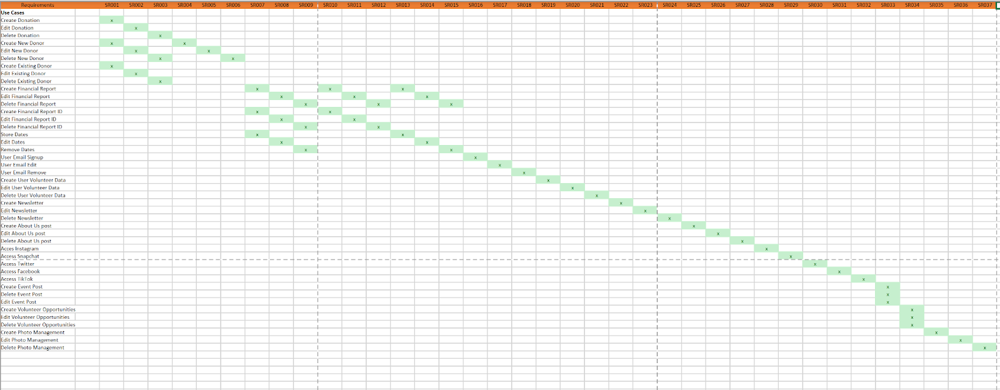 Requirements SR001 SR002 SR003 SR004 SR005 SR006 SR007 SR008 SR009 SR010 SR011 SR012 SR013 SR014 SR015 SR016 SR017 SR018 SR019 SR020 SR021 SR022 SR023 SR024 SR025 SR026 SR027 SR028 SR029 SR030 SR031 SR032 SR033 SR034 SR035 SR036 SR037
Use Cases
Create Donation x
Edit Donation x
Delete Donation x
Create New Donor x x
Edit New Donor x x
Delete New Donor x x
Create Existing Donor x
Edit Existing Donor x
Delete Existing Donor x
Create Financial Report x x x
Edit Financial Report x x x
Delete Financial Report x x x
Create Financial Report ID x x
Edit Financial Report ID x x
Delete Financial Report ID x x
Store Dates x x
Edit Dates x x
Remove Dates x x
User Email Signup x
User Email Edit x
User Email Remove x
Create User Volunteer Data x
Edit User Volunteer Data x
Delete User Volunteer Data x
Create Newsletter x
Edit Newsletter x
Delete Newsletter x
Create About Us post x
Edit About Us post x
Delete About Us post x
Acces Instagram x
Access Snapchat x
Access Twitter x
Access Facebook x
Access TikTok x
Create Event Post x
Delete Event Post x
Edit Event Post x
Create Volunteer Opportunities x
Edit Volunteer Opportunities x
Delete Volunteer Opportunities x
Create Photo Management x
Edit Photo Management x
Delete Photo Management x